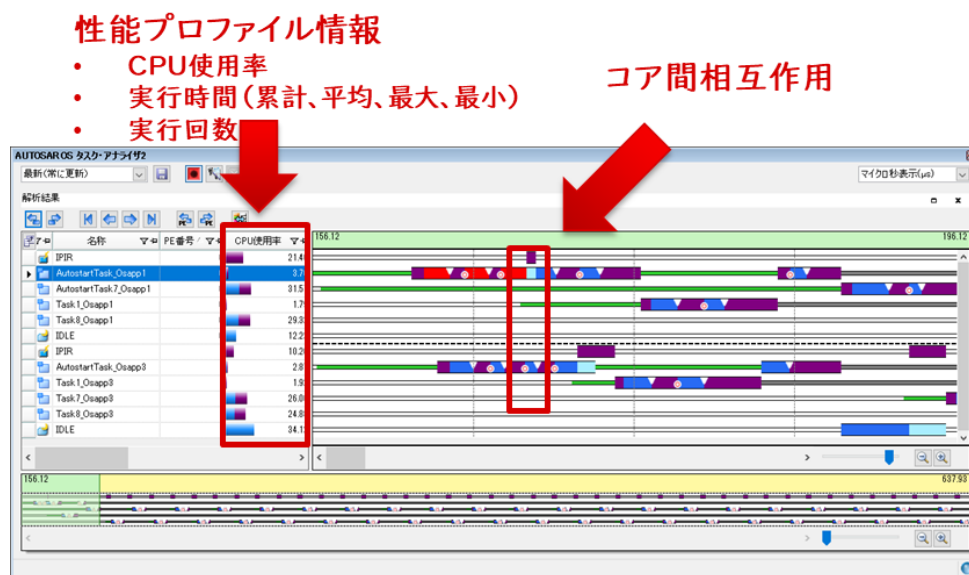 性能プロファイル情報
• CPU使用率
• 実行時間(累計、平均、最大、最小)
• 実行回数
コア間相互作用
AUTOSAR OS タスク・アナライザ2
最新(常に更新)
マイクロ秒表示(μs)
解析結果
名称 PE番号 CPU使用率 156.12 196.12
IPIR 21.4
AutostartTask_Osapp1 3.7
AutostartTask7_Osapp1 31.5
Task1_Osapp1 1.7
Task8_Osapp1 29.3
IDLE 12.2
IPIR 10.2
AutostartTask_Osapp3 2.8
Task1_Osapp3 1.9
Task7_Osapp3 26.0
Task8_Osapp3 24.8
IDLE 34.1
156.12 637.93